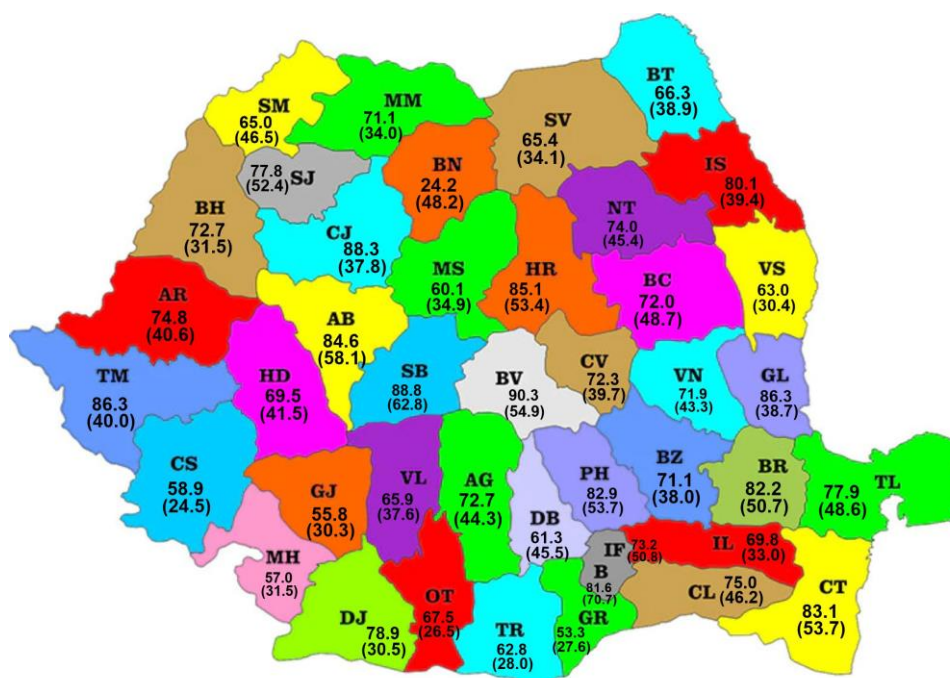 BT
66.3
(38.9)
SM
65.0
(46.5)
MM
71.1
(34.0)
SV
65.4
(34.1)
IS
80.1
(39.4)
77.8
(52.4)
SJ
BN
24.2
(48.2)
NT
74.0
(45.4)
BH
72.7
(31.5)
CJ
88.3
(37.8)
MS
60.1
(34.9)
HR
85.1
(53.4)
BC
72.0
(48.7)
VS
63.0
(30.4)
AR
74.8
(40.6)
AB
84.6
(58.1)
TM
86.3
(40.0)
HD
69.5
(41.5)
SB
88.8
(62.8)
BV
90.3
(54.9)
CV
72.3
(39.7)
VN
71.9
(43.3)
GL
86.3
(38.7)
CS
58.9
(24.5)
GJ
55.8
(30.3)
VL
65.9
(37.6)
AG
72.7
(44.3)
DB
61.3
(45.5)
PH
82.9
(53.7)
BZ
71.1
(38.0)
BR
82.2
(50.7)
TL
77.9
(48.6)
MH
57.0
(31.5)
IF
73.2
(50.8)
B
81.6
(70.7)
IL
69.8
(33.0)
DJ
78.9
(30.5)
OT
67.5
(26.5)
TR
62.8
(28.0)
GR
53.3
(27.6)
CL
75.0
(46.2)
CT
83.1
(53.7)